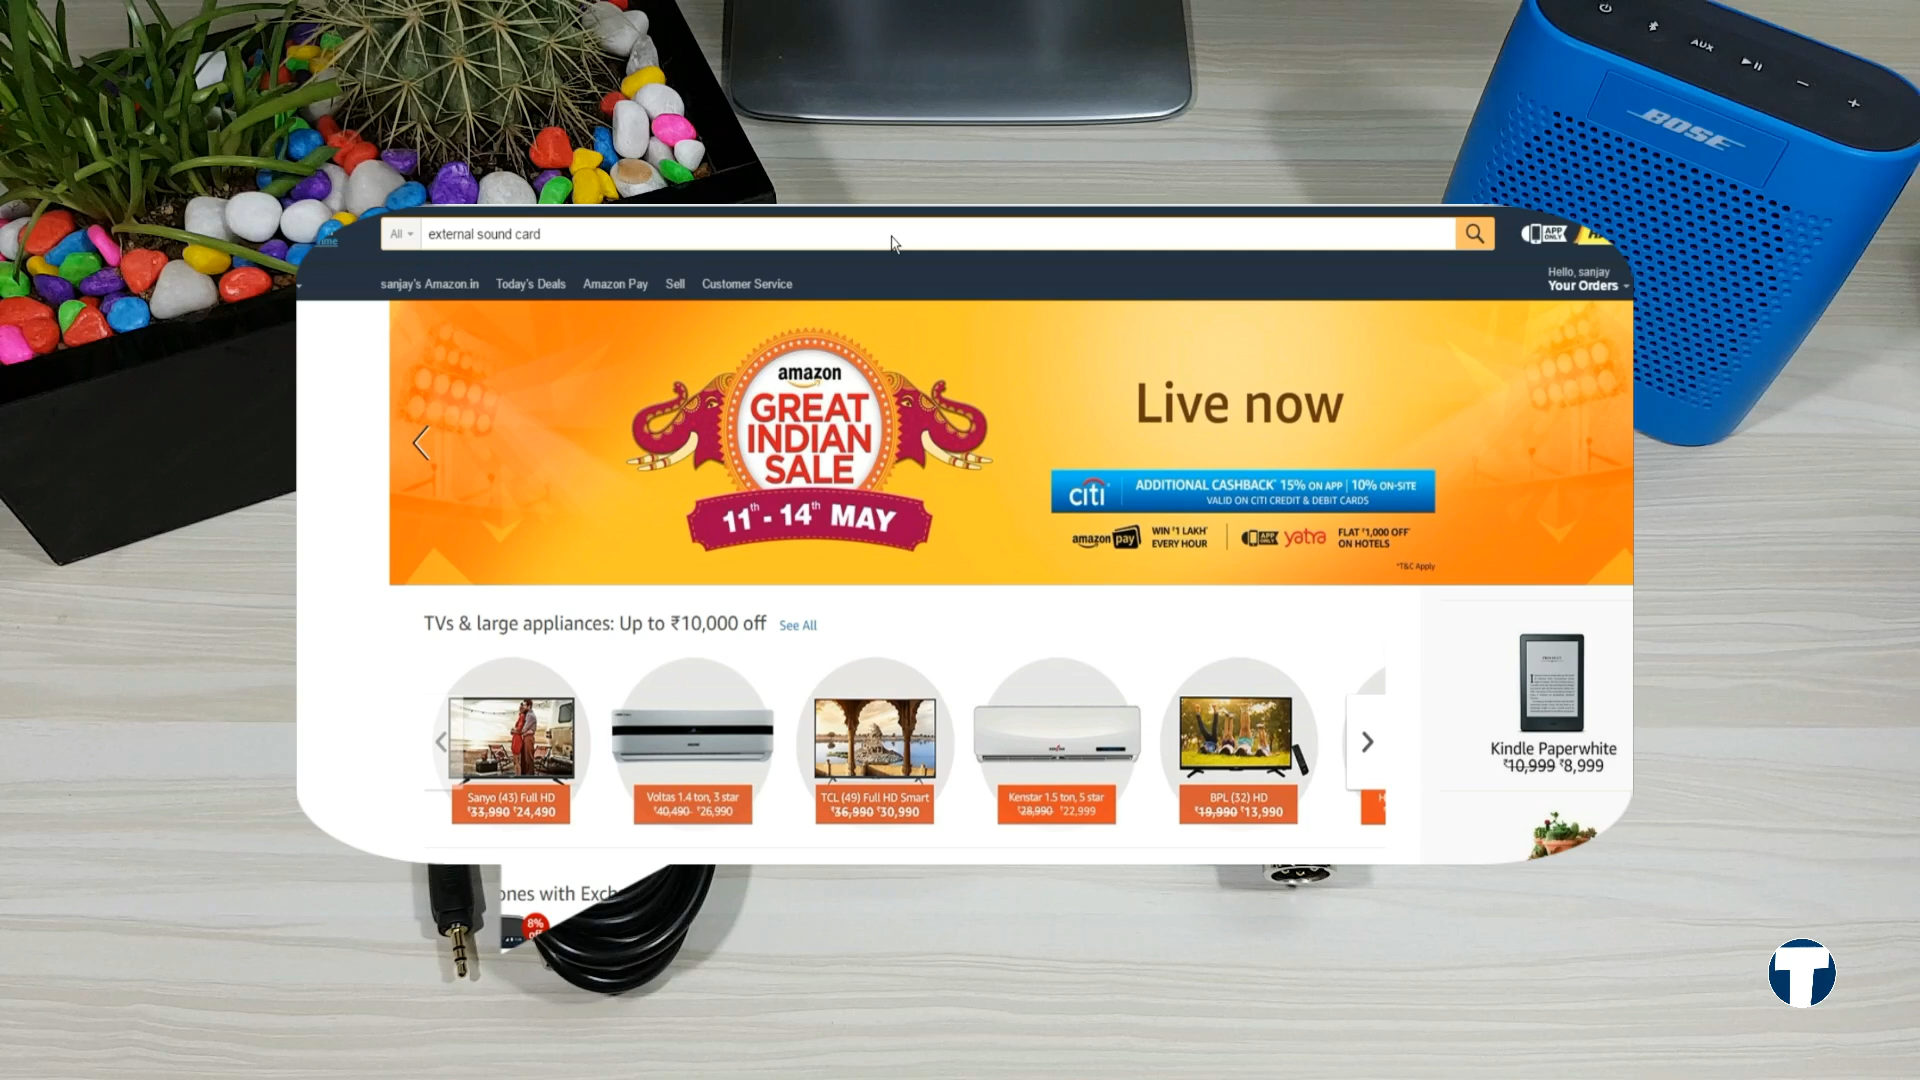 AUX
BOSE
All
external sound card
APP ONLY
sanjay's Amazon.in Today's Deals Amazon Pay Sell Customer Service
Hello, sanjay
Your Orders
amazon
GREAT
INDIAN
SALE
11th - 14th MAY
Live now
citi
ADDITIONAL CASHBACK* 15% ON APP | 10% ON-SITE
VALID ON CITI CREDIT & DEBIT CARDS
amazon pay
WIN ₹1 LAKH*
EVERY HOUR
APP ONLY
yatra
FLAT ₹1,000 OFF*
ON HOTELS
*T&C Apply
TVs & large appliances: Up to ₹10,000 off See All
Sanyo (43) Full HD
₹33,990 ₹24,490
Voltas 1.4 ton, 3 star
₹40,490 ₹26,990
TCL (49) Full HD Smart
₹36,990 ₹30,990
Kenstar 1.5 ton, 5 star
₹28,990 ₹22,999
BPL (32) HD
₹19,990 ₹13,990
Kindle Paperwhite
₹10,999 ₹8,999
ones with Exch
8%
off
T